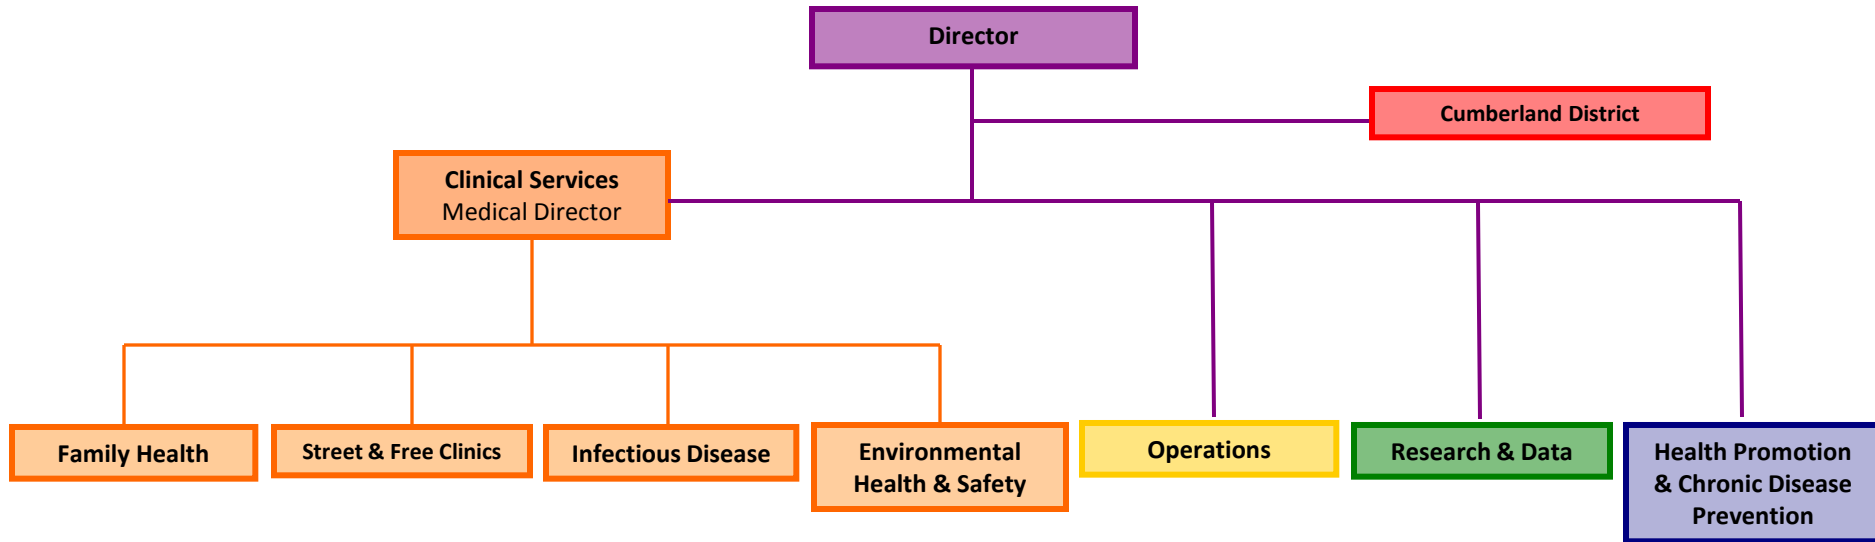 Director
Cumberland District
Clinical Services
Medical Director
Family Health
Street & Free Clinics
Infectious Disease
Environmental
Health & Safety
Operations
Research & Data
Health Promotion
& Chronic Disease
Prevention